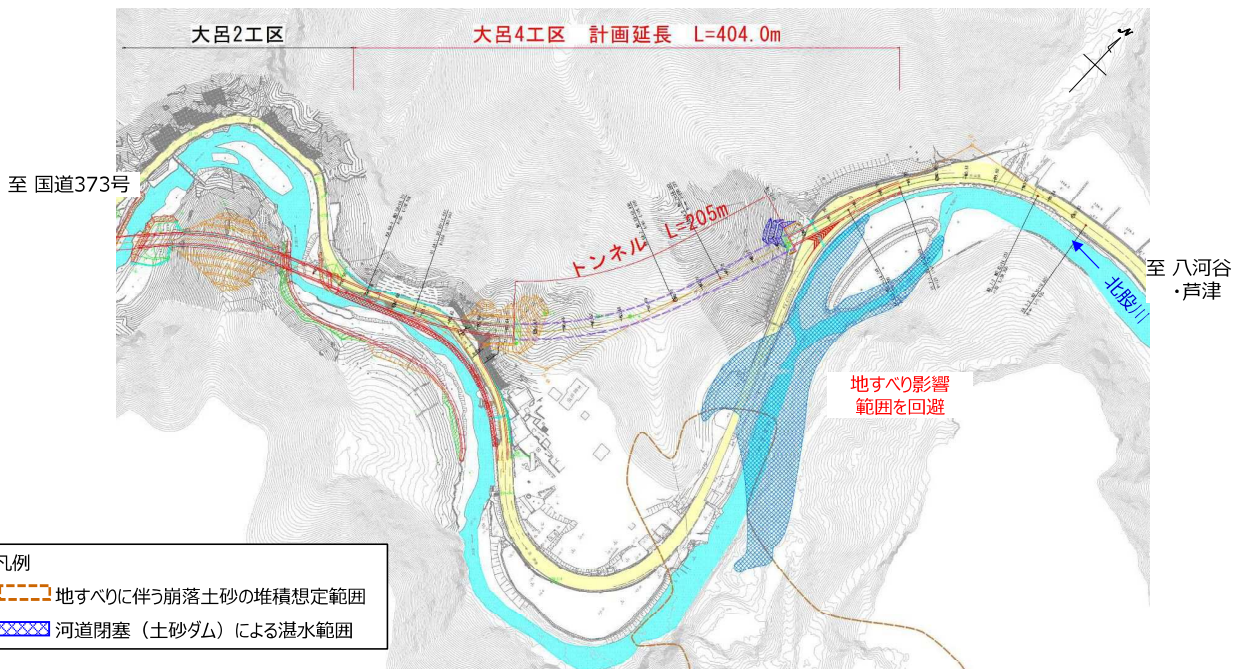 大呂2工区
大呂4工区 計画延長 L=404.0m
N
至 国道373号
トンネル L=205m
至 八河谷
・芦津
北股川
地すべり影響
範囲を回避
凡例
地すべりに伴う崩落土砂の堆積想定範囲
河道閉塞（土砂ダム）による湛水範囲